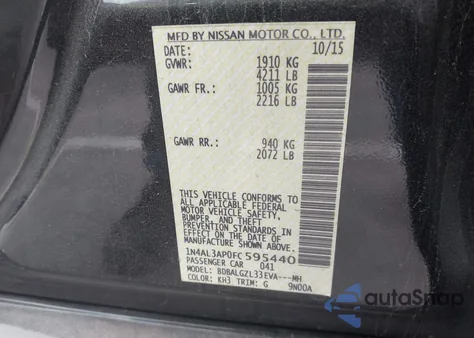 MFD BY NISSAN MOTOR CO., LTD.
DATE: 10/15
GVWR: 1910 KG
4211 LB
GAWR FR.: 1005 KG
2216 LB
GAWR RR.: 940 KG
2072 LB
THIS VEHICLE CONFORMS TO
ALL APPLICABLE FEDERAL
MOTOR VEHICLE SAFETY,
BUMPER, AND THEFT
PREVENTION STANDARDS IN
EFFECT ON THE DATE OF
MANUFACTURE SHOWN ABOVE.
1N4AL3AP0FC595440
PASSENGER CAR 041
MODEL: BDBALGZL33EVA---MH
COLOR: KH3 TRIM: G 9N00A
autoSnap